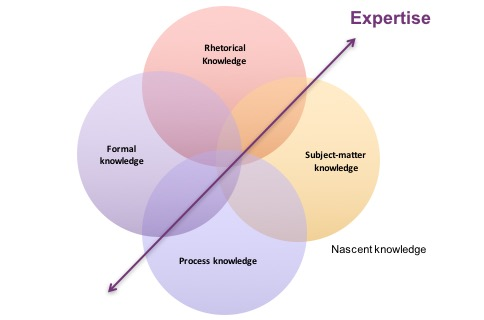 Expertise
Rhetorical
Knowledge
Formal
knowledge
Subject-matter
knowledge
Nascent knowledge
Process knowledge